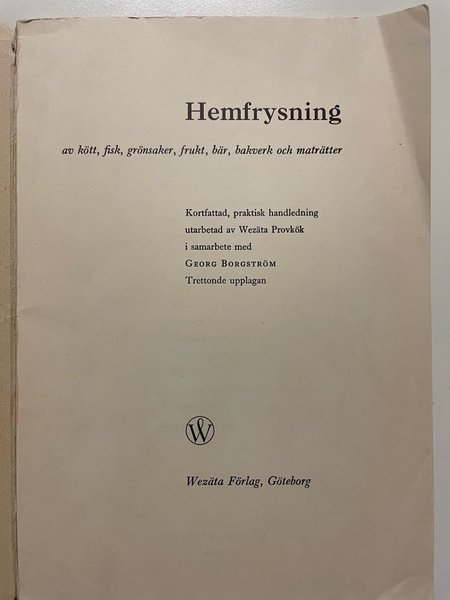 Hemfrysning
av kött, fisk, grönsaker, frukt, bär, bakverk och maträtter
Kortfattad, praktisk handledning
utarbetad av Wezäta Provkök
i samarbete med
GEORG BORGSTRÖM
Trettonde upplagan
W
Wezäta Förlag, Göteborg